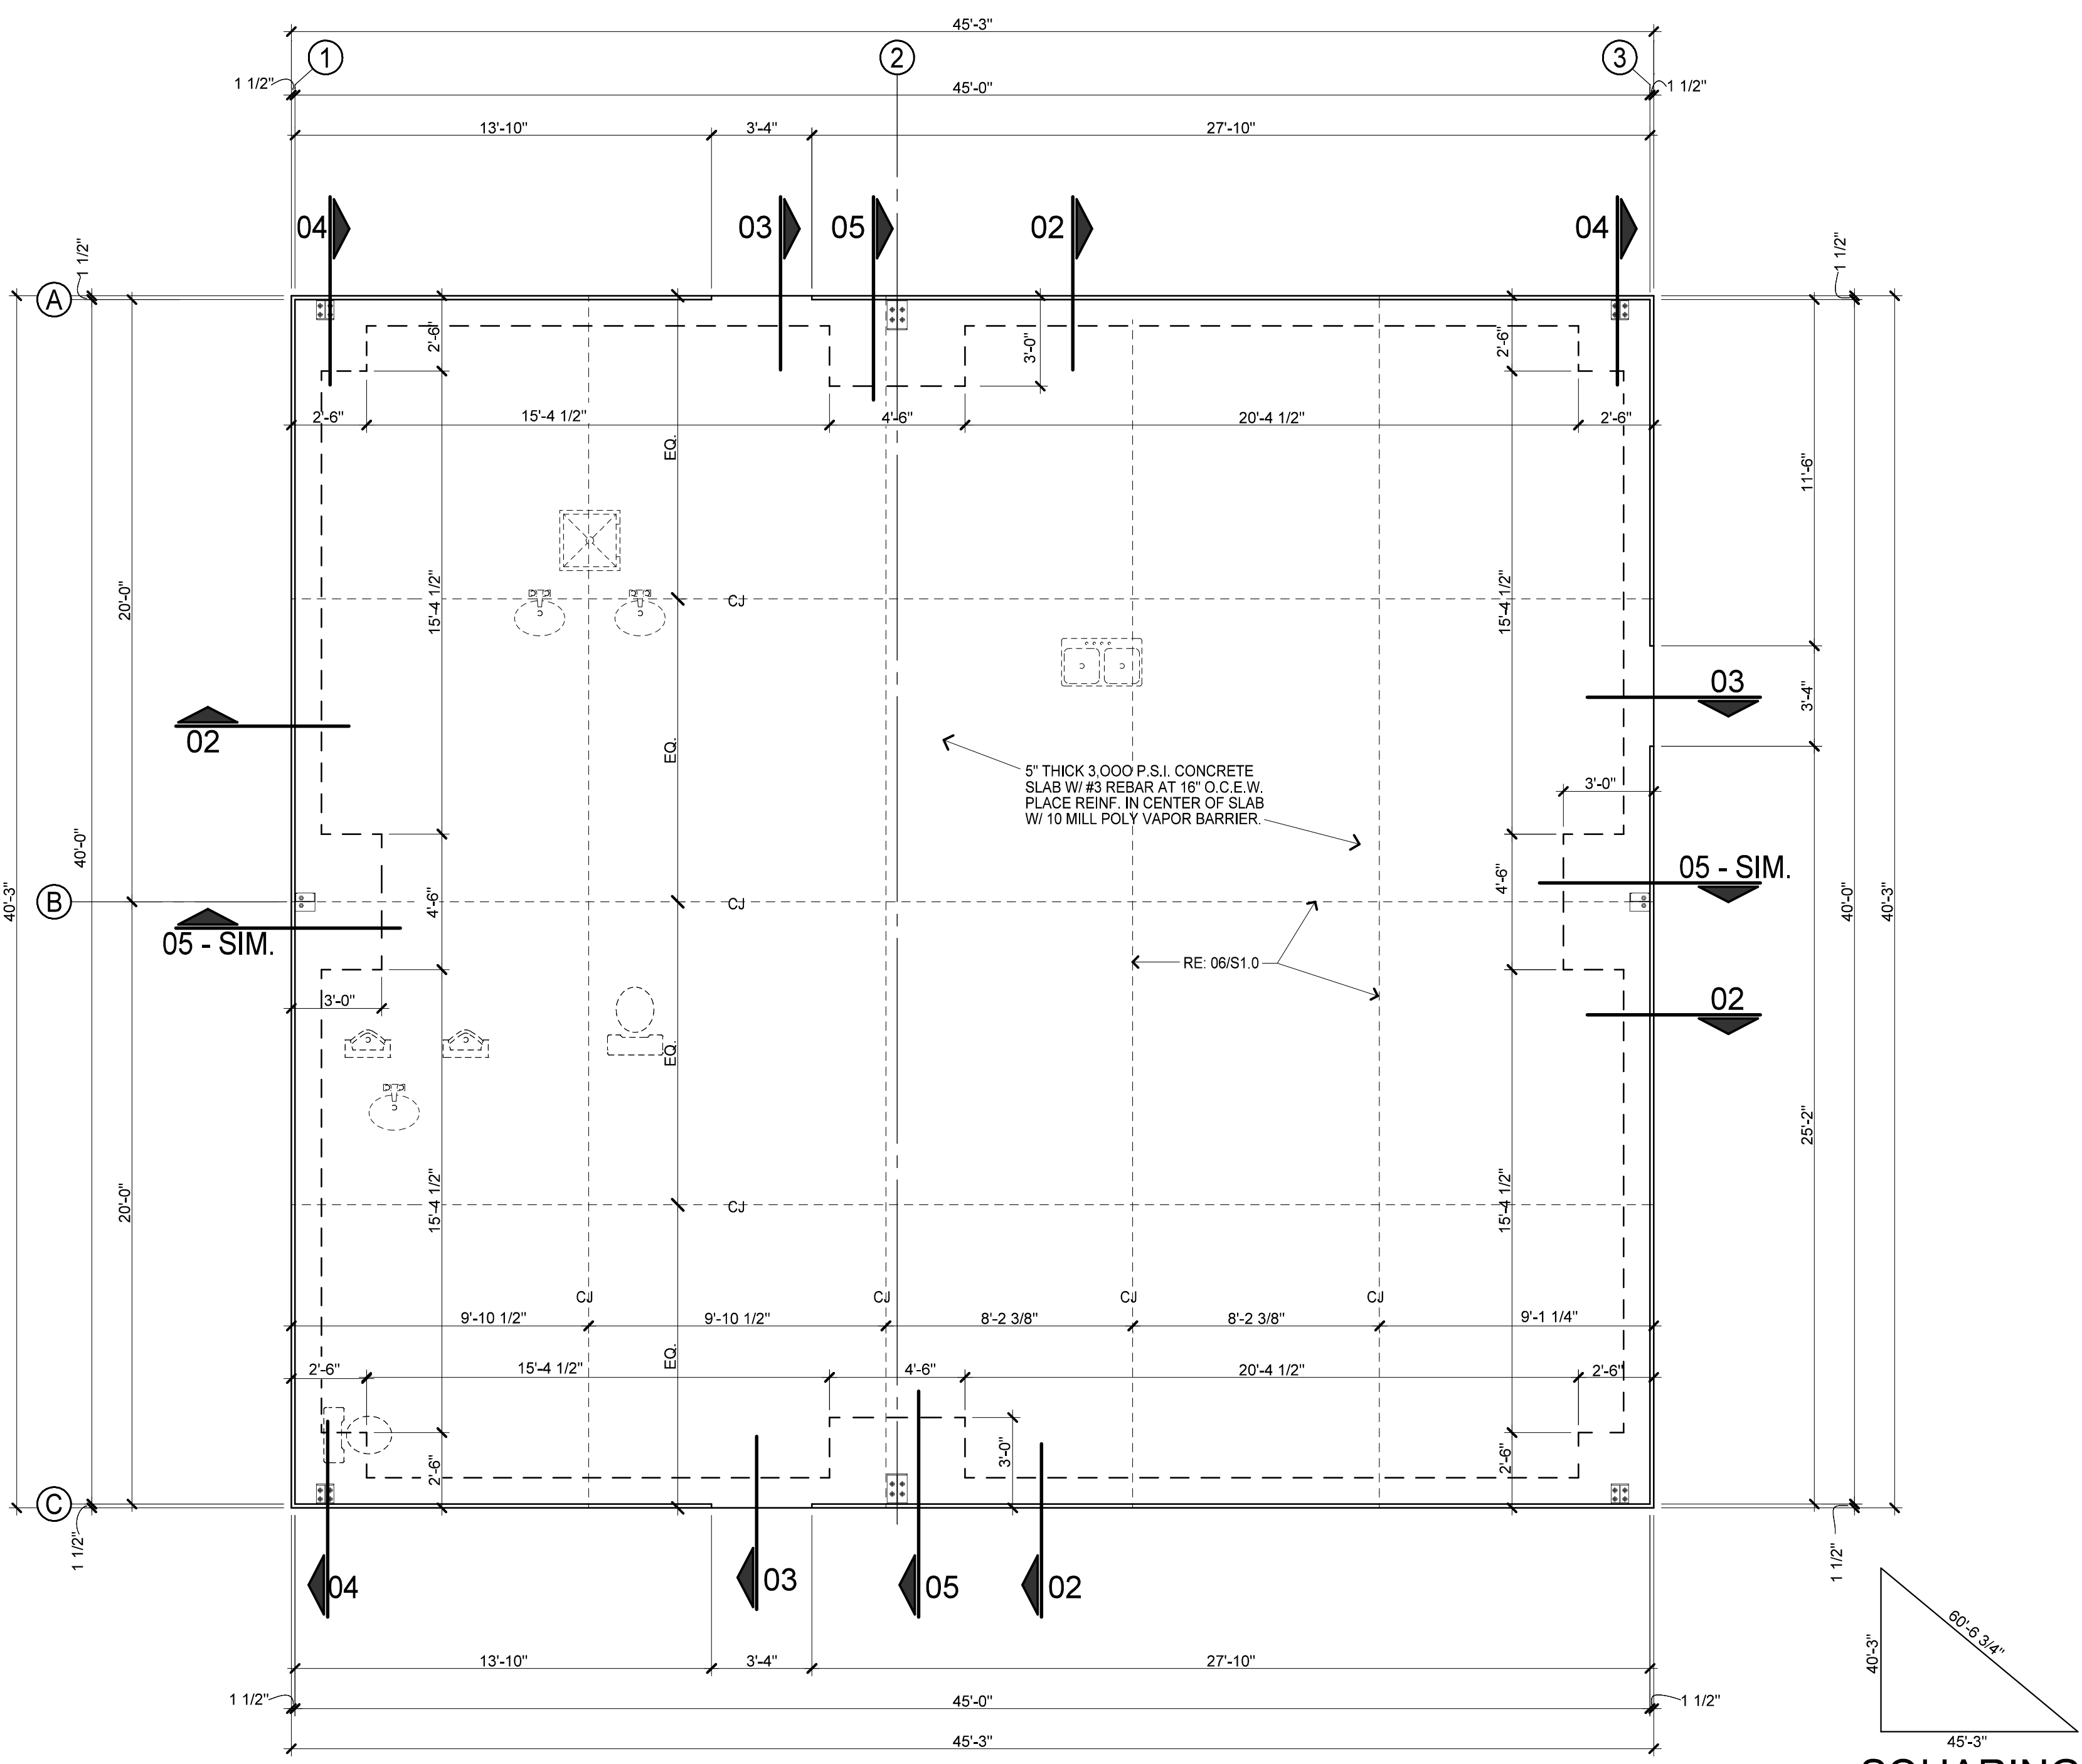 45'-3"
1 2 3
1 1/2" 45'-0" 1 1/2"
13'-10" 3'-4" 27'-10"
04 03 05 02 04
1 1/2" 1 1/2"
A
2'-6" 3'-0" 2'-6"
2'-6" 15'-4 1/2" 4'-6" 20'-4 1/2" 2'-6"
EQ. 11'-6"
20'-0" 15'-4 1/2" CJ 15'-4 1/2"
03
3'-4"
02 EQ.
5" THICK 3,OOO P.S.I. CONCRETE
SLAB W/ #3 REBAR AT 16" O.C.E.W.
PLACE REINF. IN CENTER OF SLAB
W/ 10 MILL POLY VAPOR BARRIER.
3'-0"
40'-0"
05 - SIM.
40'-3" B 4'-6" CJ 4'-6" 40'-0" 40'-3"
05 - SIM.
RE: 06/S1.0
3'-0" 02
EQ.
25'-2"
20'-0" 15'-4 1/2" CJ 15'-4 1/2"
CJ CJ CJ CJ
9'-10 1/2" 9'-10 1/2" 8'-2 3/8" 8'-2 3/8" 9'-1 1/4"
EQ.
2'-6" 15'-4 1/2" 4'-6" 20'-4 1/2" 2'-6"
2'-6" 3'-0" 2'-6"
C
1 1/2" 1 1/2"
04 03 05 02
60'-6 3/4"
40'-3"
13'-10" 3'-4" 27'-10"
1 1/2" 45'-0" 1 1/2"
45'-3" 45'-3"